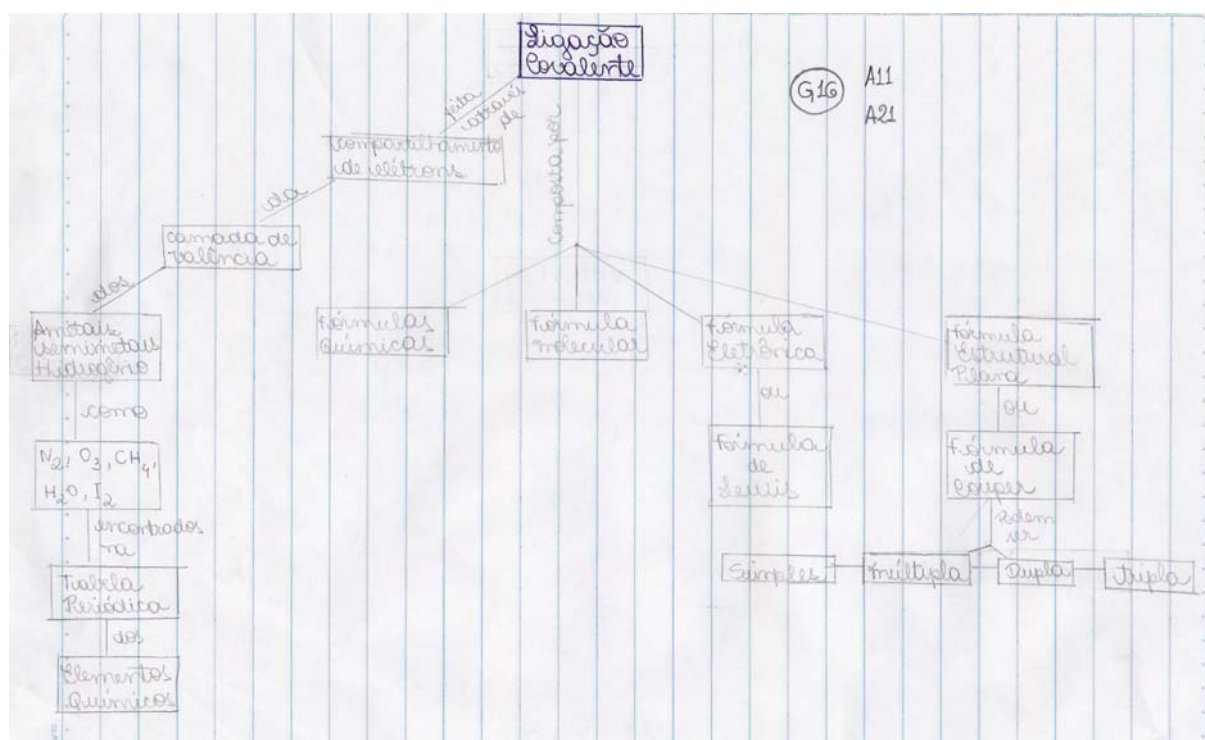 Ligação
Covalente
G16
A11
A21
feita
através
de
compartilhamento
de elétrons
composta por
da
camada de
valência
dos
Ametais,
semimetais
Hidrogênio
Fórmulas
Químicas
Fórmula
molecular
Fórmula
Eletrônica
Fórmula
Estrutural
Plana
como
ou
ou
N2, O3, CH4,
H2O, I2
Fórmula
de
Lewis
Fórmula
de
Couper
encontrados
na
podem
ser
Tabela
Periódica
Simples
múltipla
Dupla
tripla
dos
Elementos
Químicos